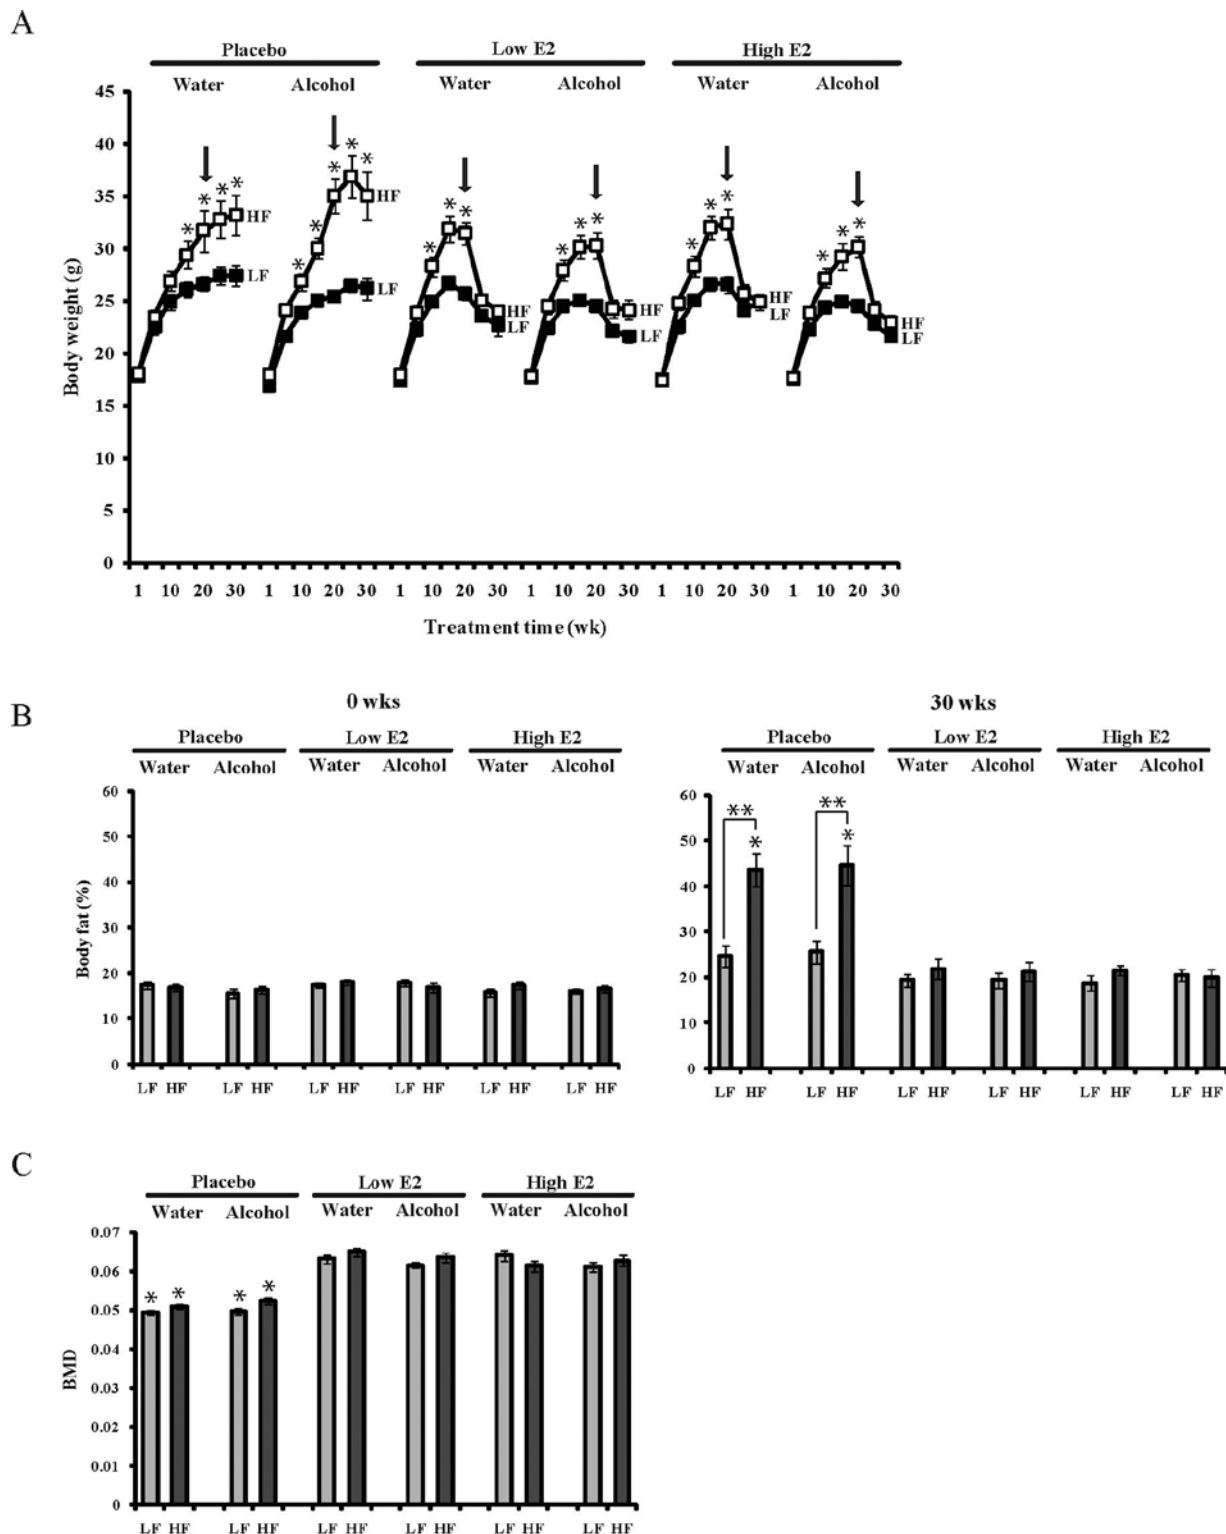 A
Placebo Low E2 High E2
Water Alcohol Water Alcohol Water Alcohol
45
40
35
30
25
20
15
10
5
0
Body weight (g)
* * * * HF LF
* * * * * HF LF
* * * HF LF
* * * HF LF
* * * HF LF
* * * HF LF
1 10 20 30 1 10 20 30 1 10 20 30 1 10 20 30 1 10 20 30 1 10 20 30
Treatment time (wk)
B
0 wks
Placebo Low E2 High E2
Water Alcohol Water Alcohol Water Alcohol
60
50
40
30
20
10
0
Body fat (%)
LF HF LF HF LF HF LF HF LF HF LF HF
30 wks
Placebo Low E2 High E2
Water Alcohol Water Alcohol Water Alcohol
60
50
40
30
20
10
0
** **
* *
LF HF LF HF LF HF LF HF LF HF LF HF
C
Placebo Low E2 High E2
Water Alcohol Water Alcohol Water Alcohol
0.07
0.06
0.05
0.04
0.03
0.02
0.01
0
BMD
* * * *
LF HF LF HF LF HF LF HF LF HF LF HF